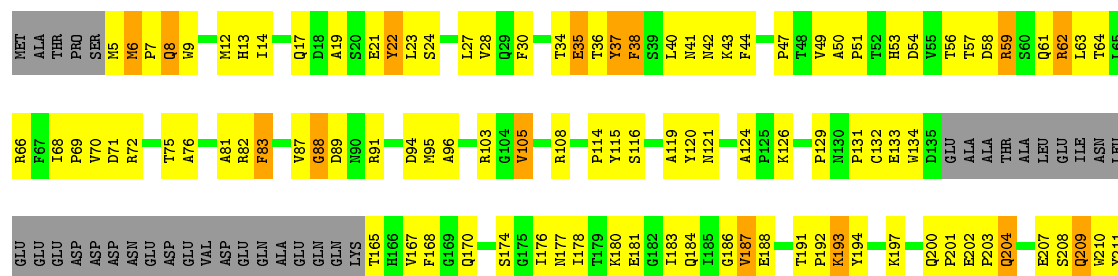 MET ALA THR PRO SER M5 M6 P7 Q8 W9 M12 H13 I14 Q17 D18 A19 S20 E21 Y22 L23 S24 L27 V28 Q29 F30 T34 E35 T36 Y37 F38 S39 L40 N41 N42 K43 F44 P47 T48 V49 A50 P51 T52 H53 D54 V55 T56 T57 D58 R59 S60 Q61 R62 L63 T64 L65
R66 F67 I68 P69 V70 D71 R72 T75 A76 A81 R82 F83 V87 G88 D89 N90 R91 D94 M95 A96 R103 G104 V105 R108 P114 Y115 S116 A119 Y120 N121 A124 P125 K126 P129 N130 P131 C132 E133 W134 D135 GLU ALA ALA THR ALA LEU GLU ILE ASN LEU
GLU GLU GLU ASP ASP ASP ASN GLU ASP GLU VAL ASP GLU GLN ALA GLU GLN GLN LYS T165 H166 V167 F168 G169 Q170 S174 G175 I176 N177 I178 T179 K180 E181 G182 I183 Q184 I185 G186 V187 E188 T191 P192 K193 Y194 K197 Q200 P201 E202 P203 Q204 E207 S208 Q209 W210 Y211